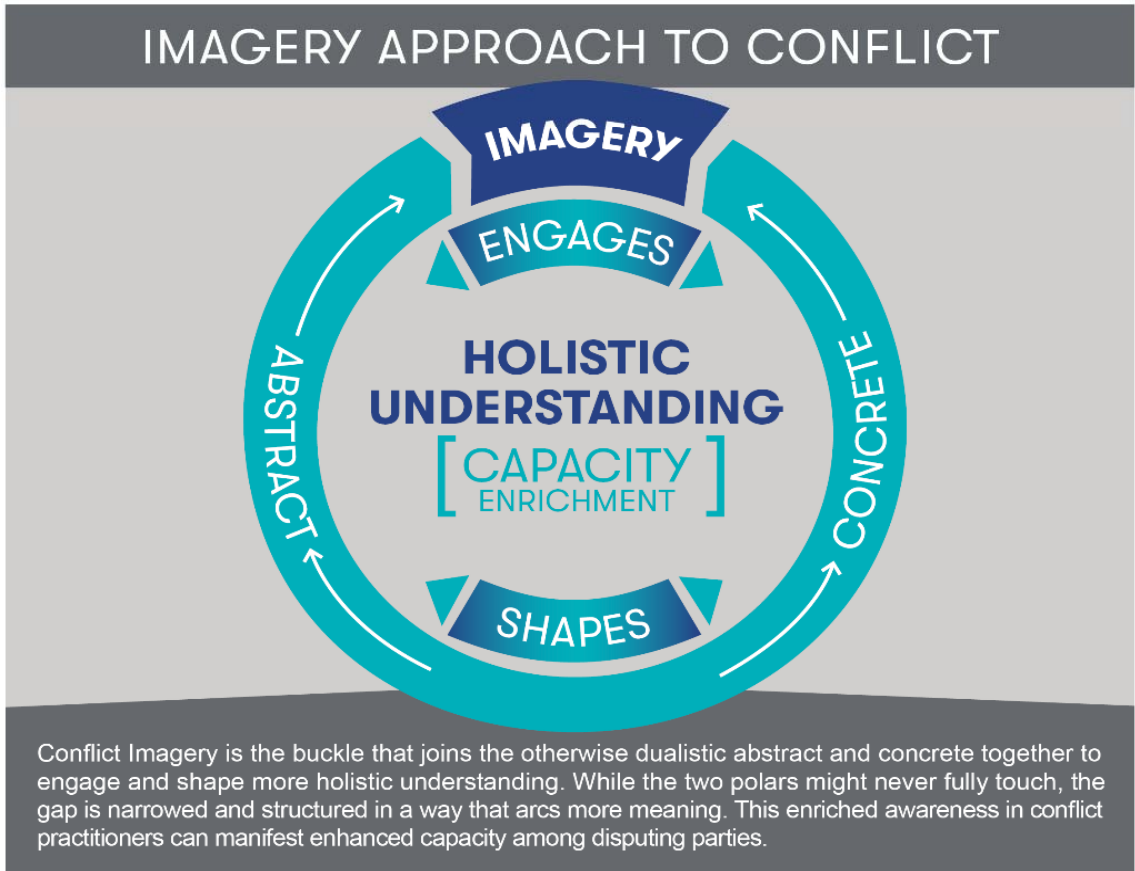 IMAGERY APPROACH TO CONFLICT
IMAGERY
ENGAGES
ABSTRACT
CONCRETE
HOLISTIC
UNDERSTANDING
[CAPACITY
ENRICHMENT]
SHAPES
Conflict Imagery is the buckle that joins the otherwise dualistic abstract and concrete together to
engage and shape more holistic understanding. While the two polars might never fully touch, the
gap is narrowed and structured in a way that arcs more meaning. This enriched awareness in conflict
practitioners can manifest enhanced capacity among disputing parties.